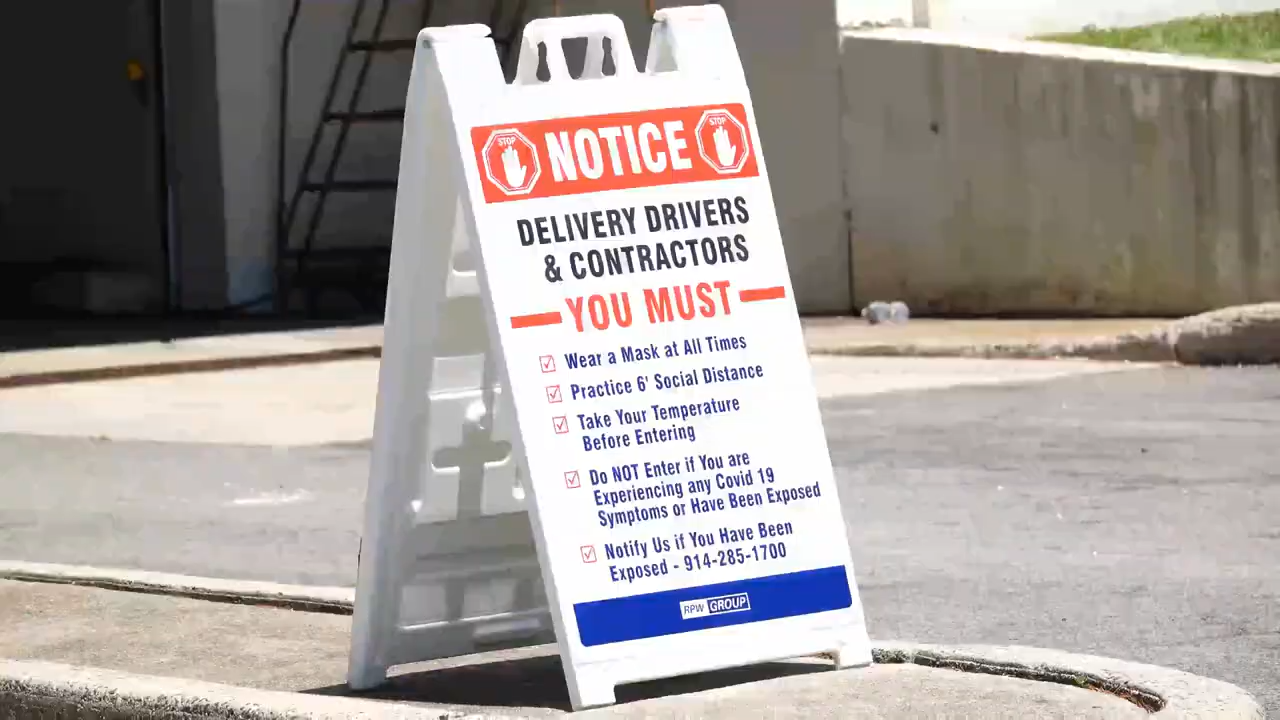 STOP NOTICE STOP
DELIVERY DRIVERS
& CONTRACTORS
YOU MUST
Wear a Mask at All Times
Practice 6' Social Distance
Take Your Temperature
Before Entering
Do NOT Enter if You are
Experiencing any Covid 19
Symptoms or Have Been Exposed
Notify Us if You Have Been
Exposed - 914-285-1700
RPW GROUP